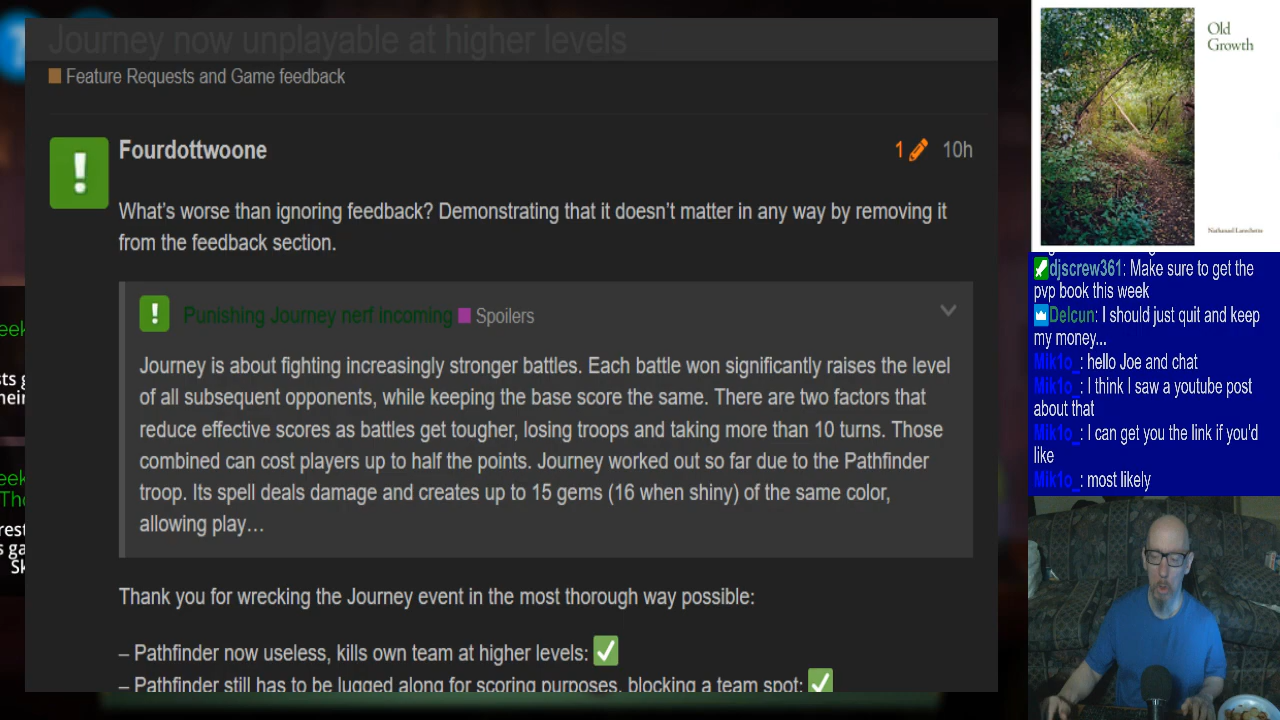 Journey now unplayable at higher levels
Feature Requests and Game feedback
Fourdottwoone
1
10h
What's worse than ignoring feedback? Demonstrating that it doesn't matter in any way by removing it
from the feedback section.
Punishing Journey nerf incoming Spoilers
Journey is about fighting increasingly stronger battles. Each battle won significantly raises the level
of all subsequent opponents, while keeping the base score the same. There are two factors that
reduce effective scores as battles get tougher, losing troops and taking more than 10 turns. Those
combined can cost players up to half the points. Journey worked out so far due to the Pathfinder
troop. Its spell deals damage and creates up to 15 gems (16 when shiny) of the same color,
allowing play…
Thank you for wrecking the Journey event in the most thorough way possible:
– Pathfinder now useless, kills own team at higher levels:
– Pathfinder still has to be lugged along for scoring purposes, blocking a team spot:
Old
Growth
djscrew361: Make sure to get the
pvp book this week
Delcun: I should just quit and keep
my money...
Mik1o_: hello Joe and chat
Mik1o_: I think I saw a youtube post
about that
Mik1o_: I can get you the link if you'd
like
Mik1o_: most likely